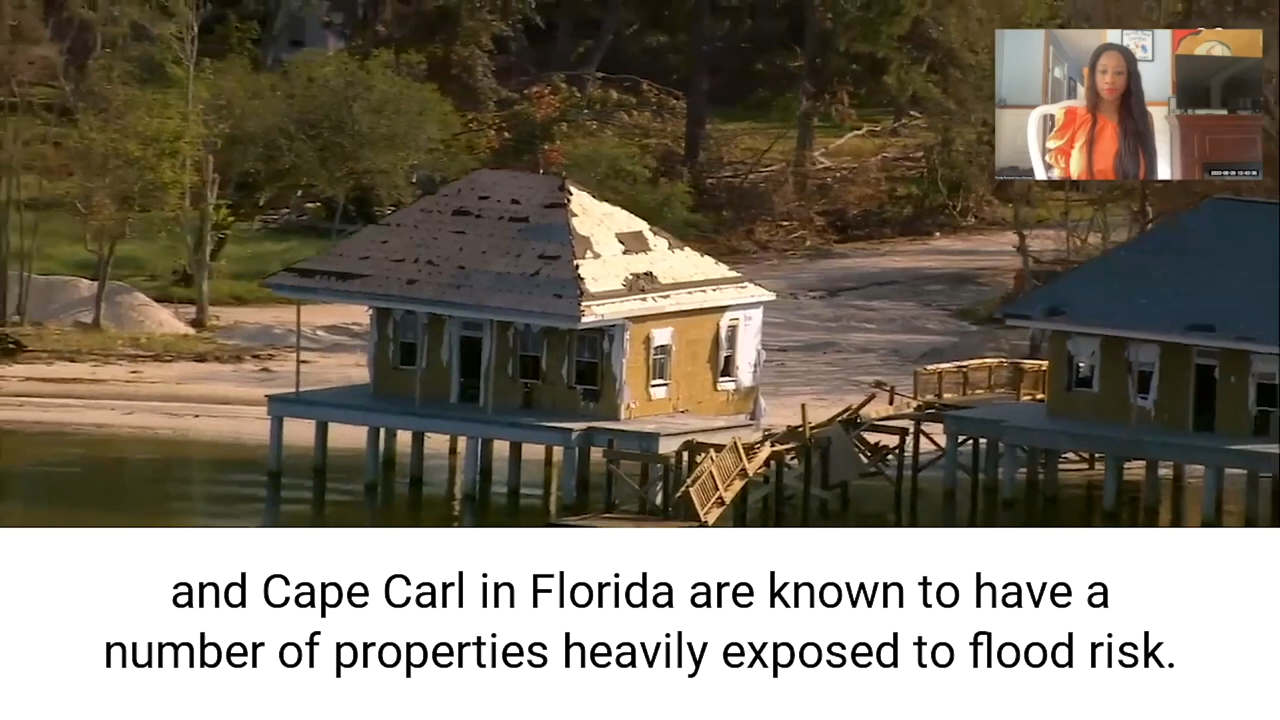 and Cape Carl in Florida are known to have a
number of properties heavily exposed to flood risk.